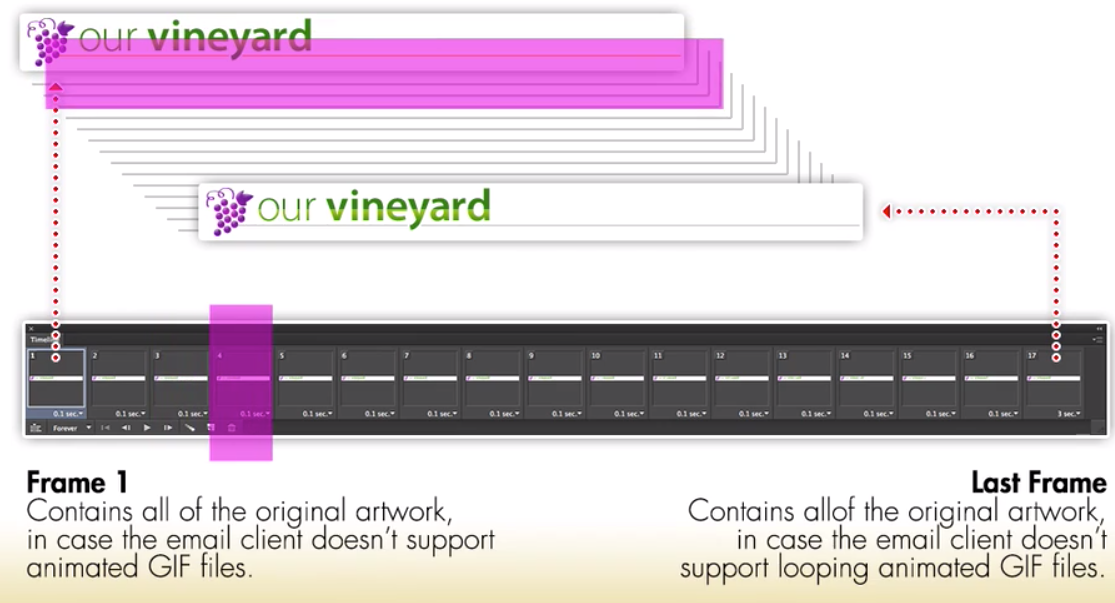 our vineyard
our vineyard
Timeline
1 2 3 4 5 6 7 8 9 10 11 12 13 14 15 16 17
0.1 sec. 0.1 sec. 0.1 sec. 0.1 sec. 0.1 sec. 0.1 sec. 0.1 sec. 0.1 sec. 0.1 sec. 0.1 sec. 0.1 sec. 0.1 sec. 0.1 sec. 0.1 sec. 0.1 sec. 0.1 sec. 3 sec.
Forever
Frame 1
Contains all of the original artwork,
in case the email client doesn't support
animated GIF files.
Last Frame
Contains allof the original artwork,
in case the email client doesn't
support looping animated GIF files.